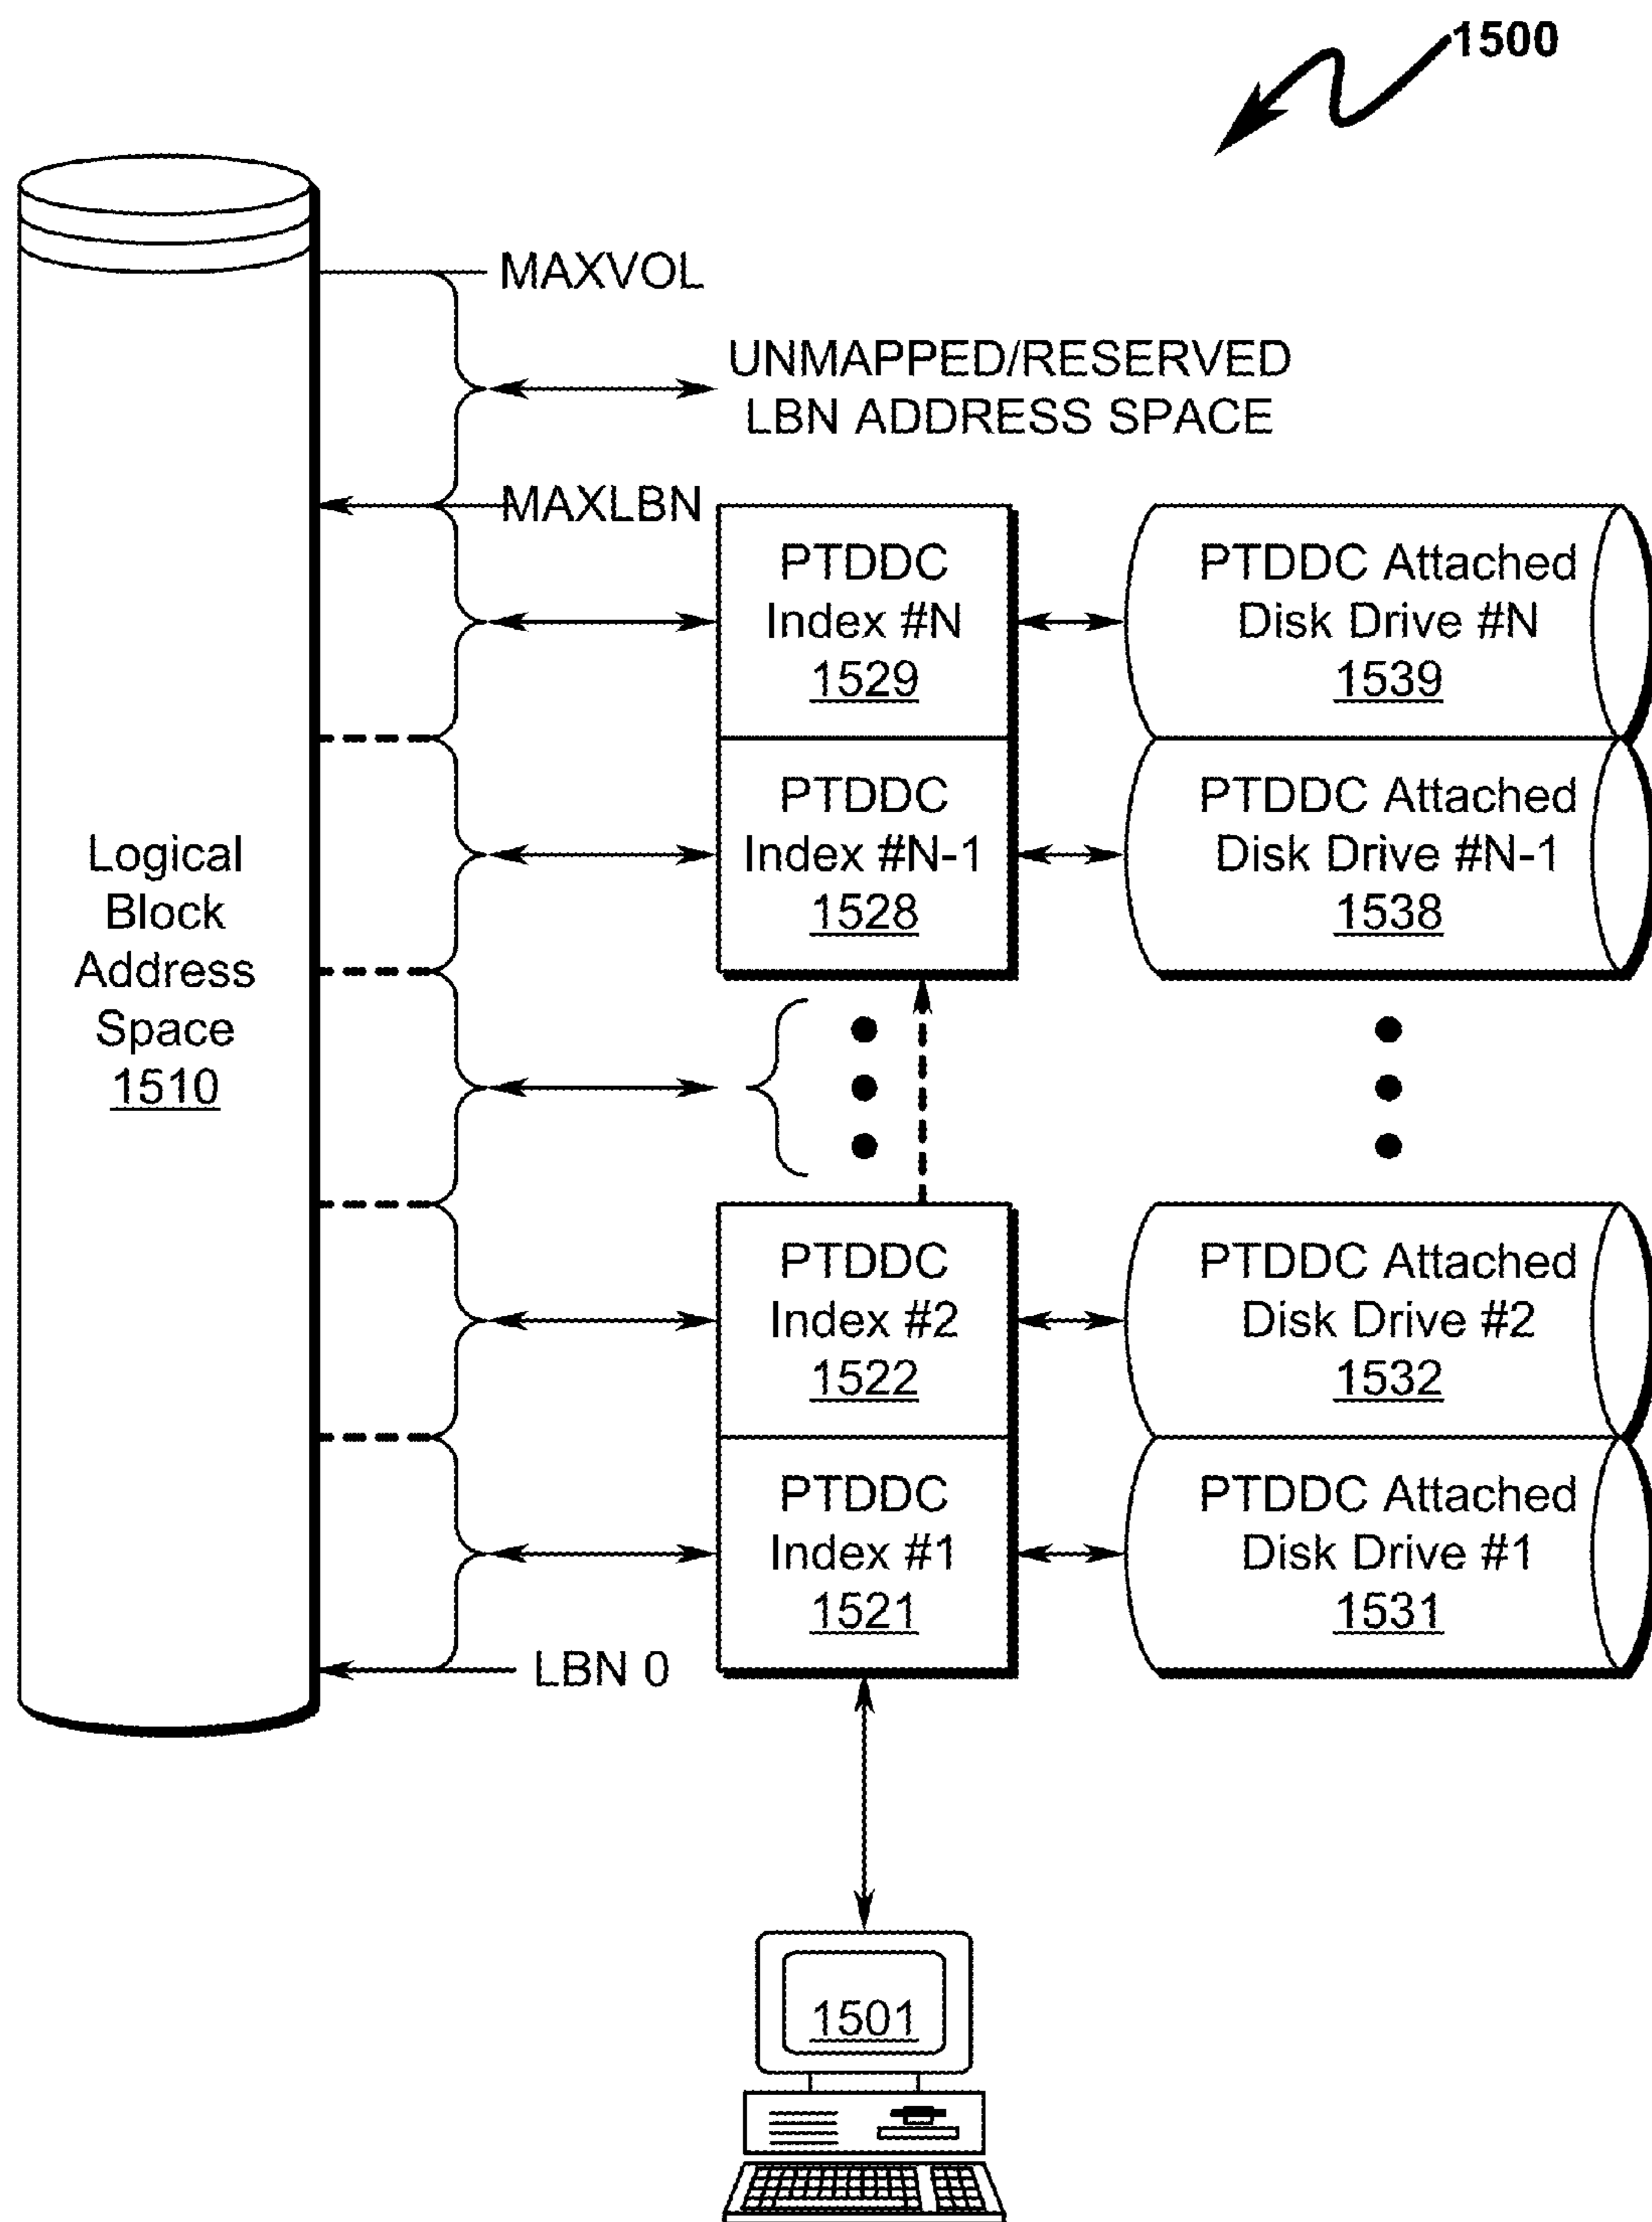 1500
MAXVOL
UNMAPPED/RESERVED
LBN ADDRESS SPACE
MAXLBN
PTDDC
Index #N
1529
PTDDC Attached
Disk Drive #N
1539
PTDDC
Index #N-1
1528
PTDDC Attached
Disk Drive #N-1
1538
Logical
Block
Address
Space
1510
PTDDC
Index #2
1522
PTDDC Attached
Disk Drive #2
1532
PTDDC
Index #1
1521
PTDDC Attached
Disk Drive #1
1531
LBN 0
1501